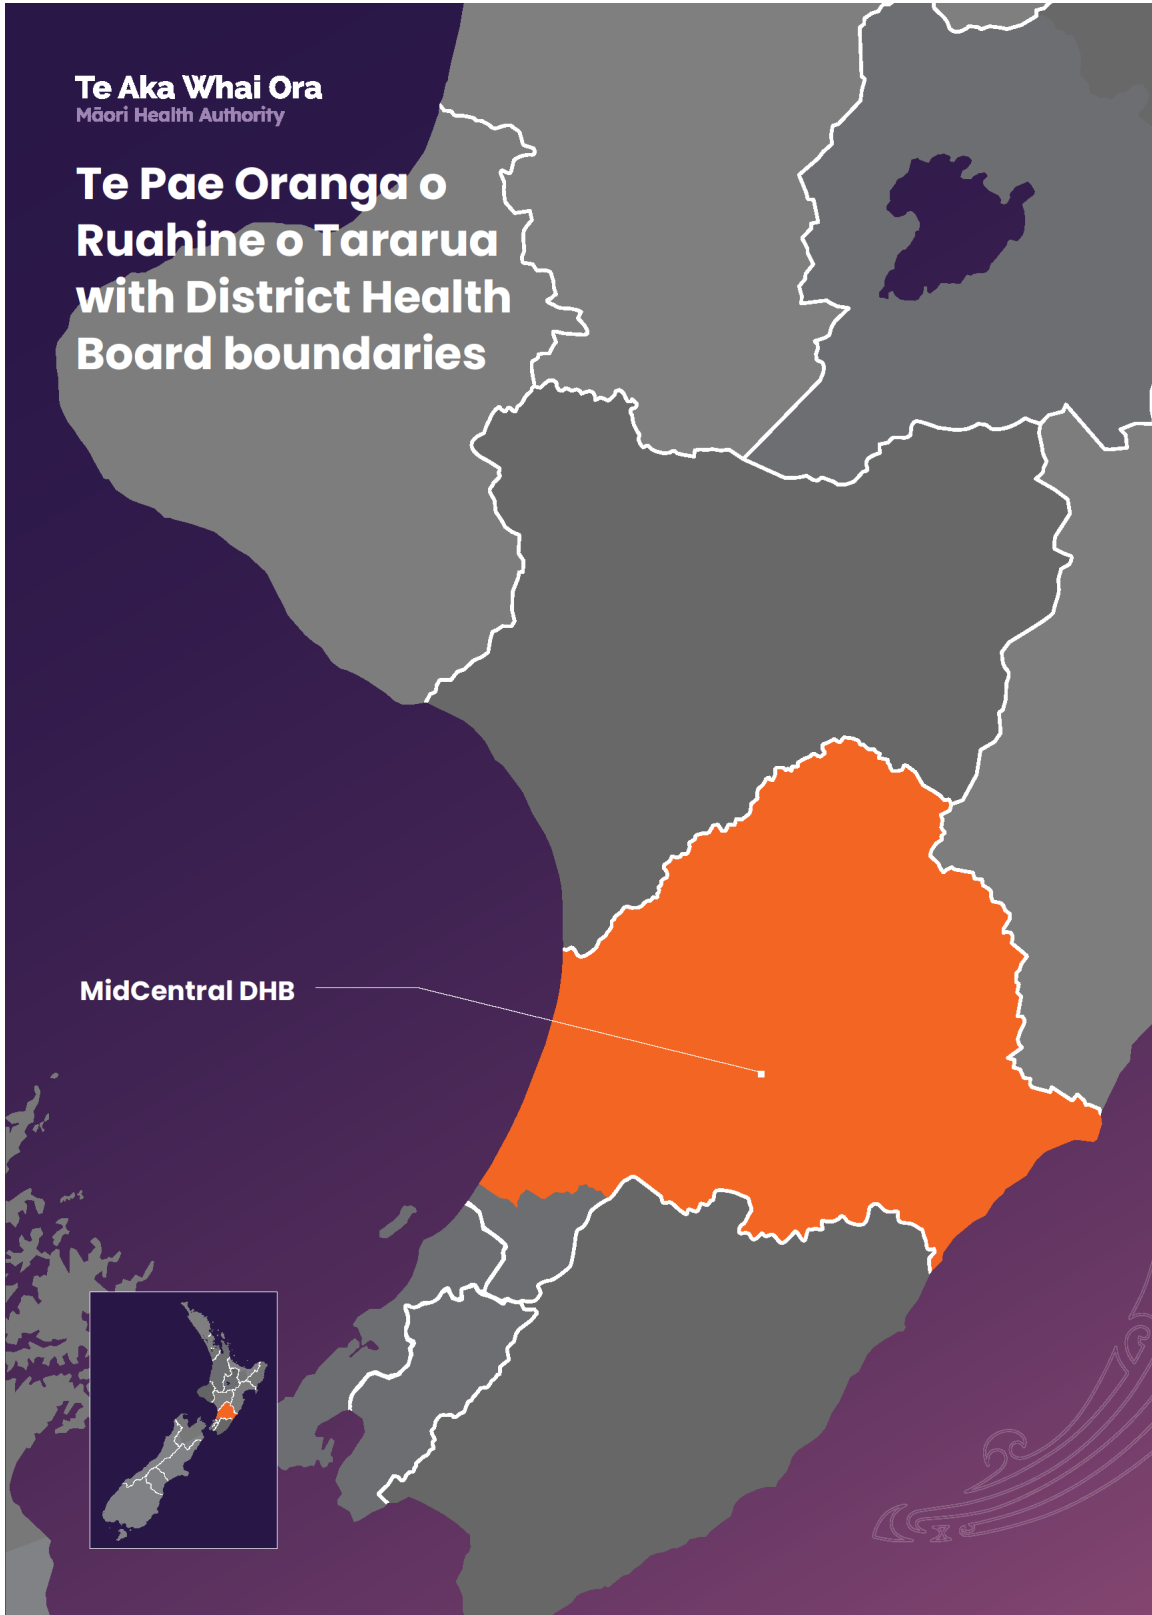 Te Aka Whai Ora
Māori Health Authority
Te Pae Oranga o
Ruahine o Tararua
with District Health
Board boundaries
MidCentral DHB